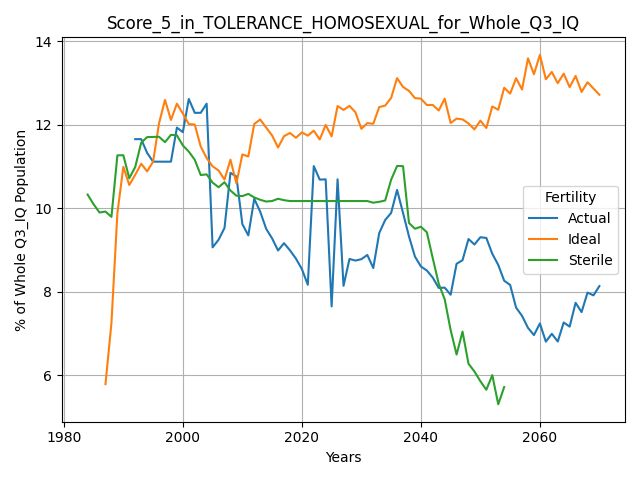 Score_5_in_TOLERANCE_HOMOSEXUAL_for_Whole_Q3_IQ
14
12
10
8
6
% of Whole Q3_IQ Population
Fertility
Actual
Ideal
Sterile
1980 2000 2020 2040 2060
Years